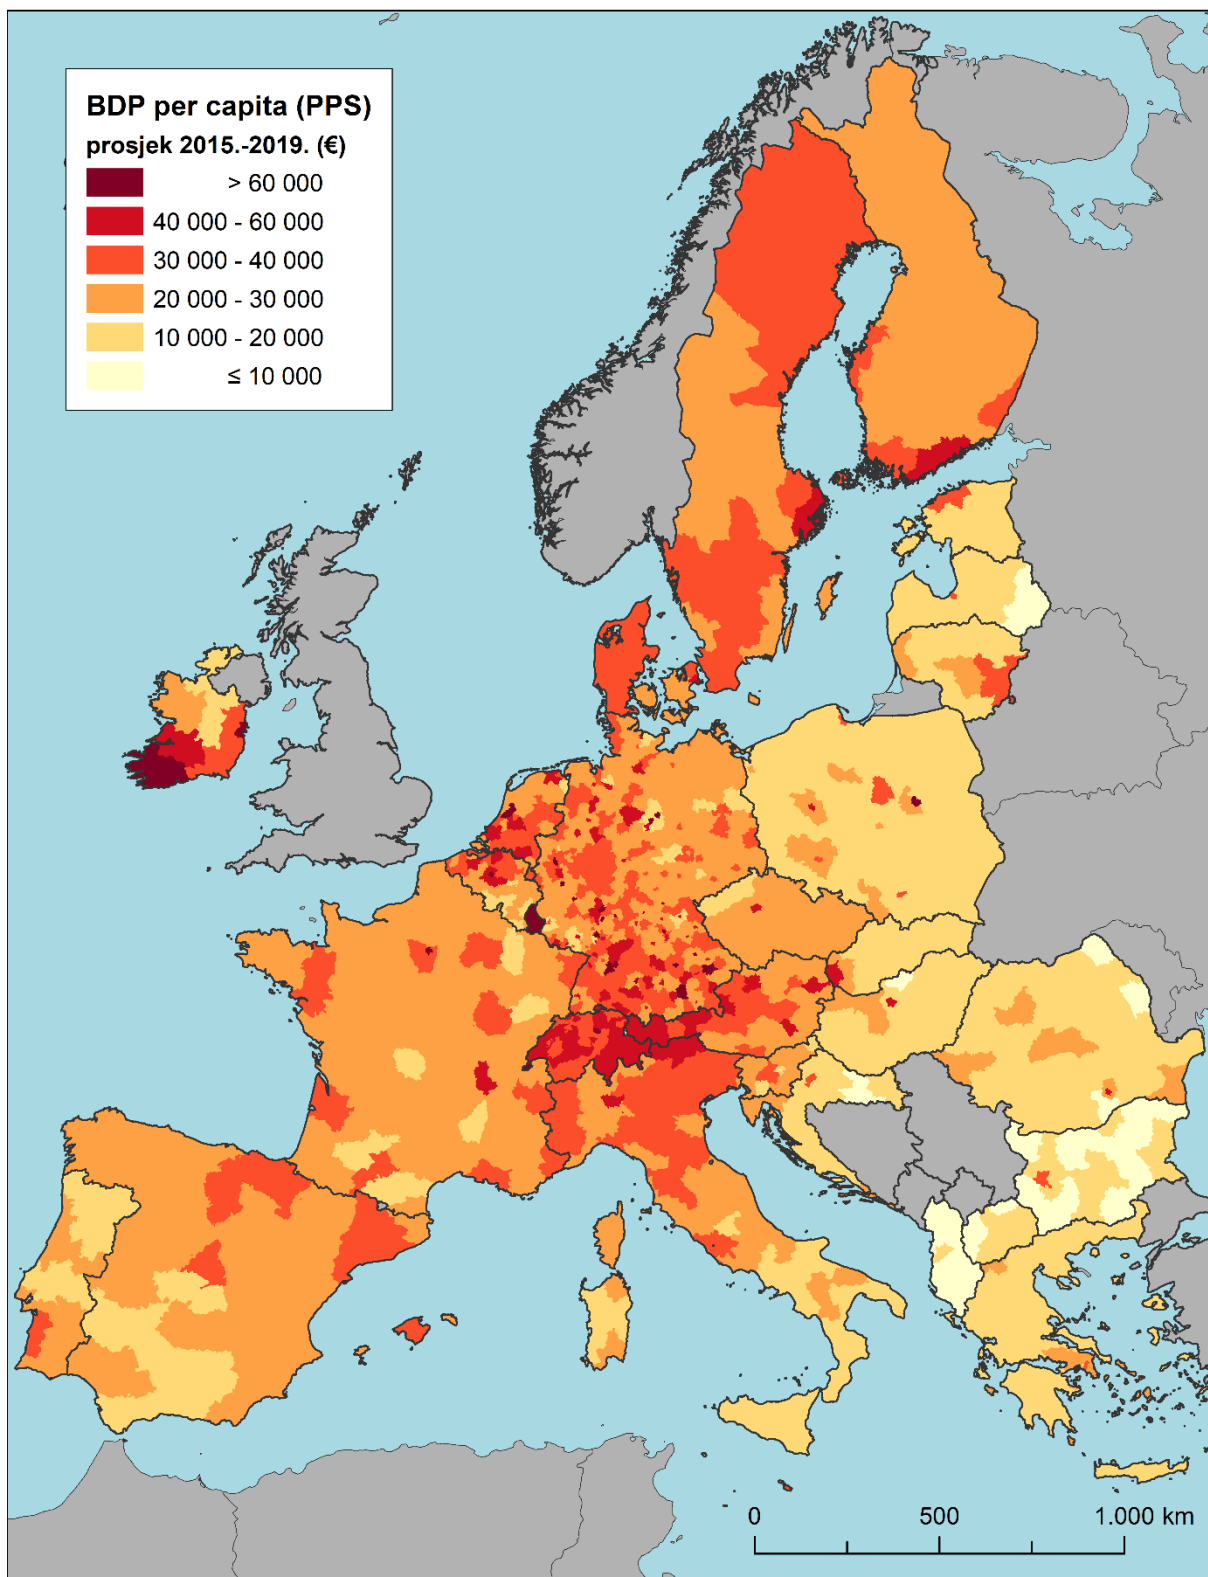 BDP per capita (PPS)
prosjek 2015.-2019. (€)
> 60 000
40 000 - 60 000
30 000 - 40 000
20 000 - 30 000
10 000 - 20 000
≤ 10 000
0 500 1.000 km